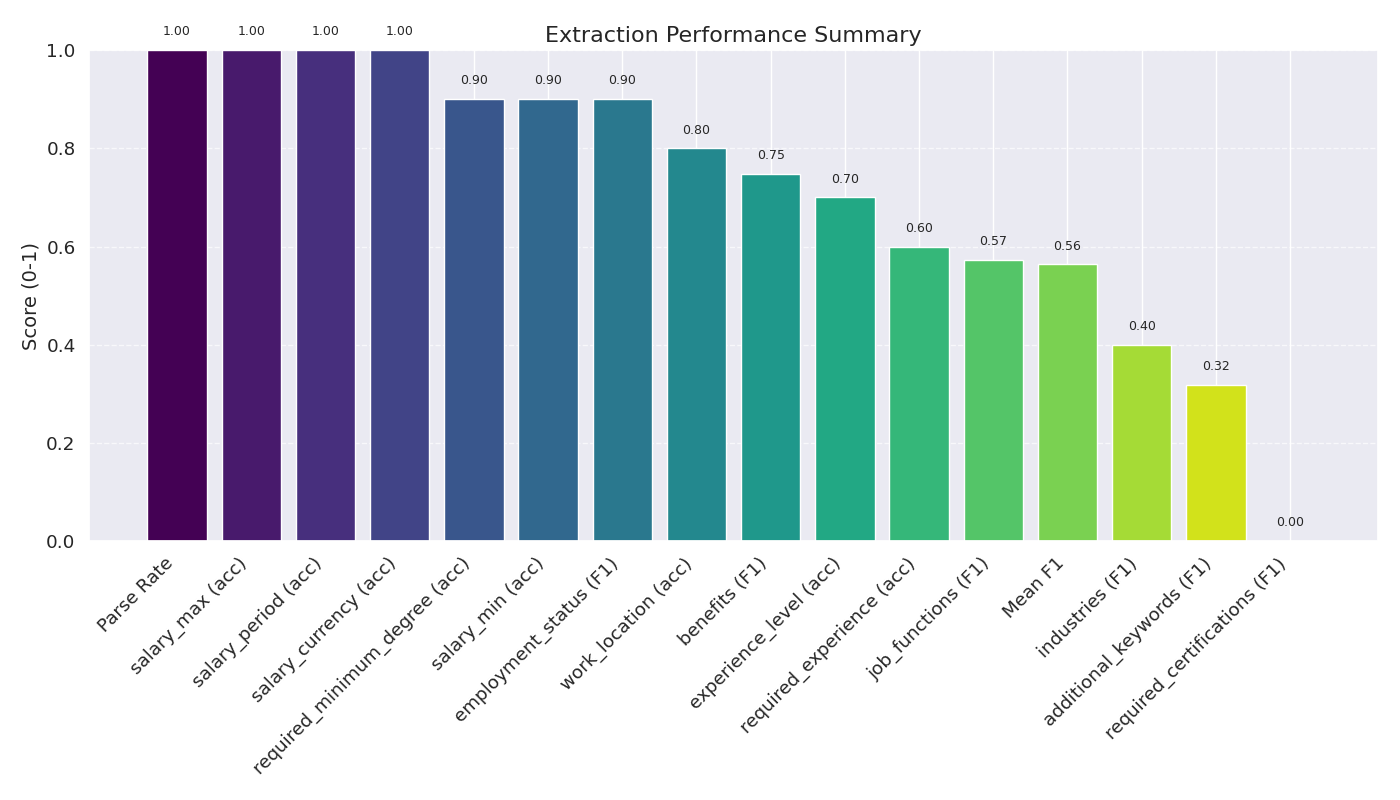 Extraction Performance Summary
Score (0-1)
1.0
0.8
0.6
0.4
0.2
0.0
1.00
1.00
1.00
1.00
0.90
0.90
0.90
0.80
0.75
0.70
0.60
0.57
0.56
0.40
0.32
0.00
Parse Rate
salary_max (acc)
salary_period (acc)
salary_currency (acc)
required_minimum_degree (acc)
salary_min (acc)
employment_status (F1)
work_location (acc)
benefits (F1)
experience_level (acc)
required_experience (acc)
job_functions (F1)
Mean F1
industries (F1)
additional_keywords (F1)
required_certifications (F1)